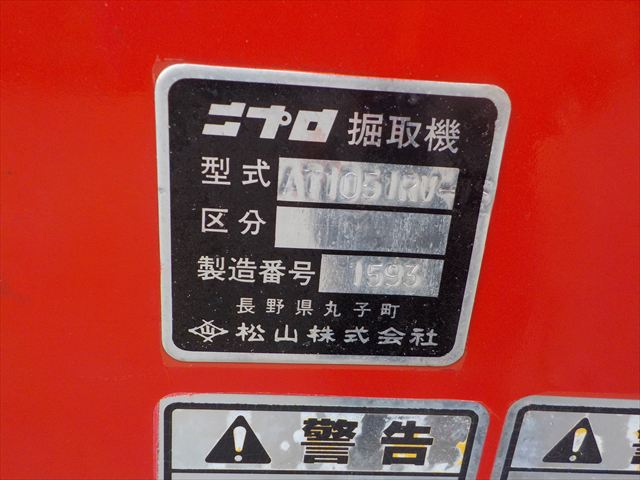 ニプロ 掘取機
型式
区分
製造番号 1593
長野県丸子町
松山株式会社
警告